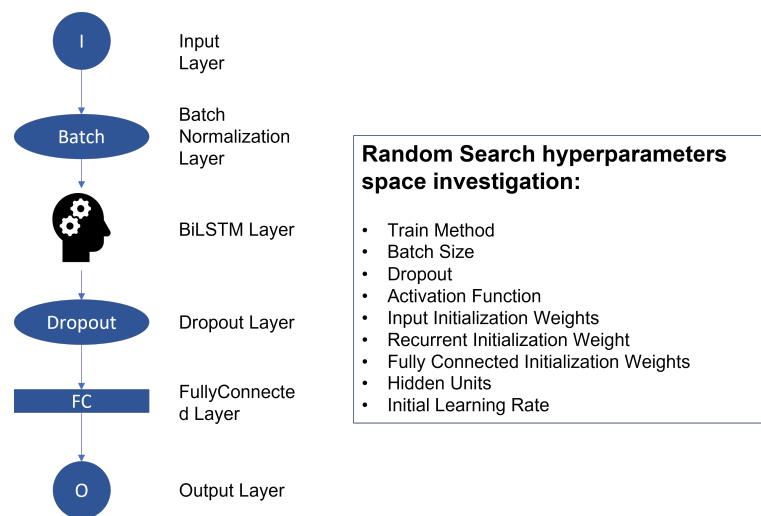 I
Input
Layer
Batch
Batch
Normalization
Layer
BiLSTM Layer
Dropout
Dropout Layer
FC
FullyConnecte
d Layer
O
Output Layer
Random Search hyperparameters
space investigation:
• Train Method
• Batch Size
• Dropout
• Activation Function
• Input Initialization Weights
• Recurrent Initialization Weight
• Fully Connected Initialization Weights
• Hidden Units
• Initial Learning Rate